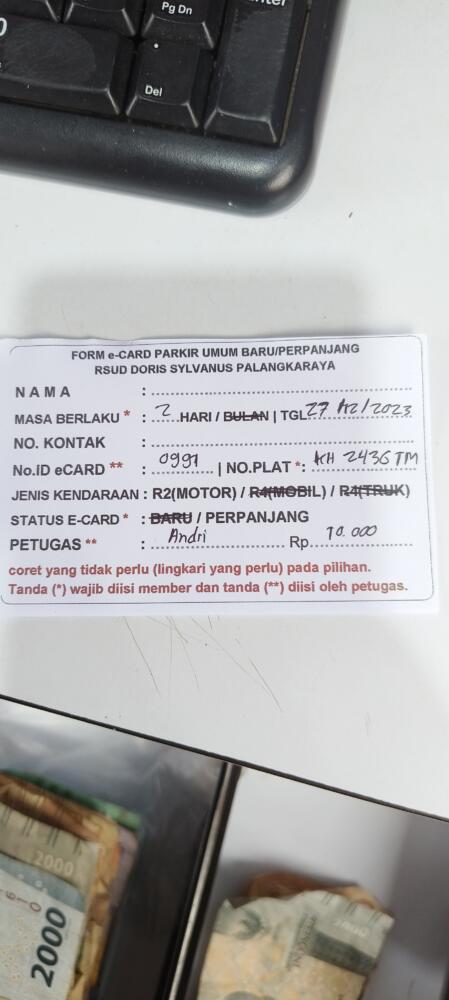 Pg Dn
Del
FORM e-CARD PARKIR UMUM BARU/PERPANJANG
RSUD DORIS SYLVANUS PALANGKARAYA
N A M A :
MASA BERLAKU * : 2 HARI / BULAN | TGL 27/12/2023
NO. KONTAK :
No.ID eCARD ** : 0991 | NO.PLAT *: KH 2436 TM
JENIS KENDARAAN : R2(MOTOR) / R4(MOBIL) / R4(TRUK)
STATUS E-CARD * : BARU / PERPANJANG
PETUGAS ** : Andri Rp. 10.000
coret yang tidak perlu (lingkari yang perlu) pada pilihan.
Tanda (*) wajib diisi member dan tanda (**) diisi oleh petugas.
2000
2000